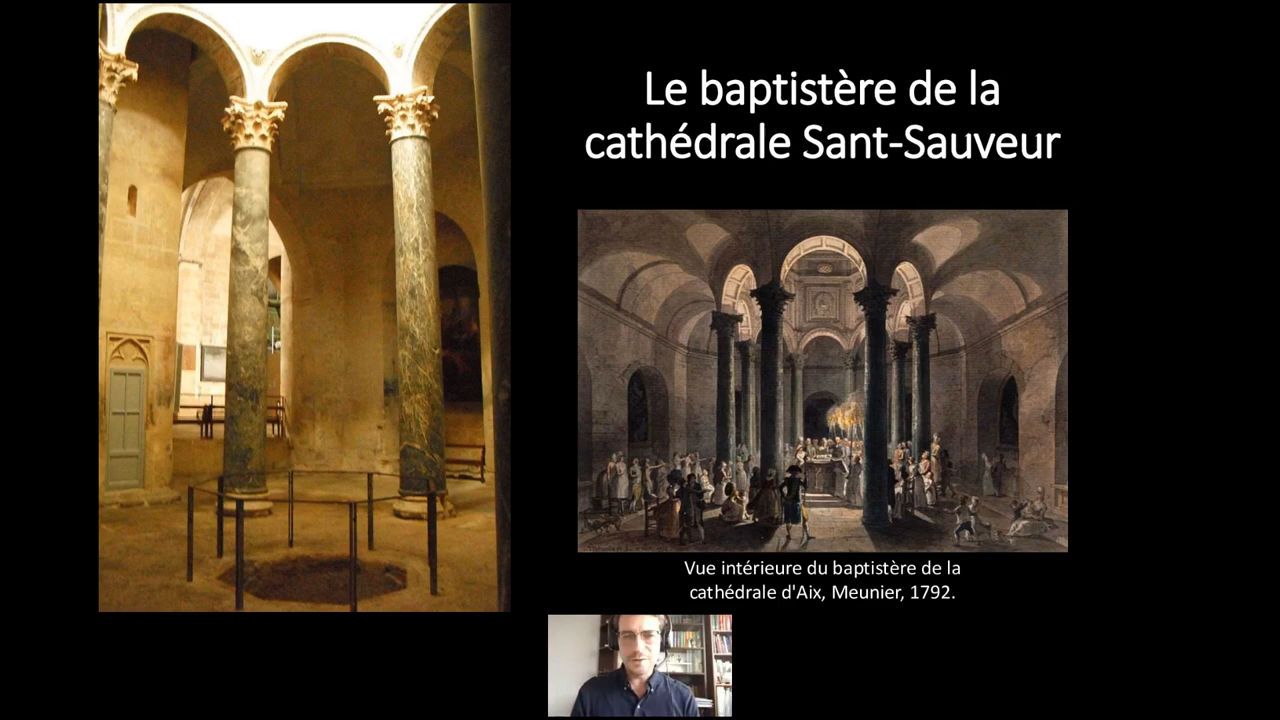 Le baptistère de la
cathédrale Sant-Sauveur
Vue intérieure du baptistère de la
cathédrale d'Aix, Meunier, 1792.